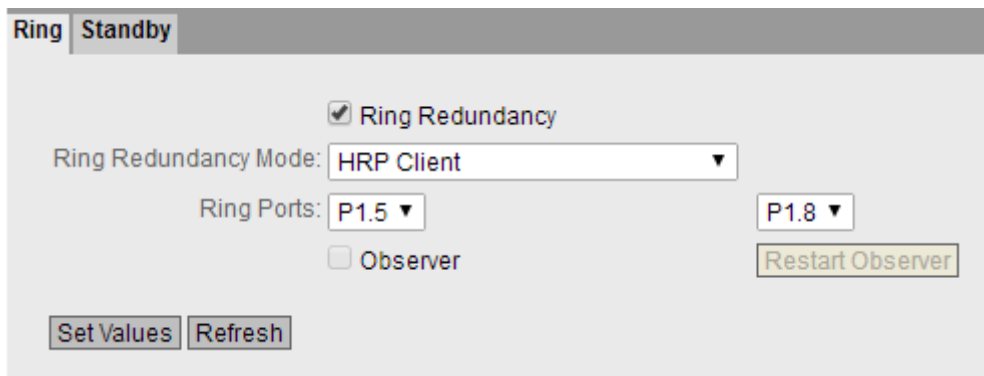 Ring Standby
Ring Redundancy
Ring Redundancy Mode: HRP Client
Ring Ports: P1.5 P1.8
Observer Restart Observer
Set Values Refresh